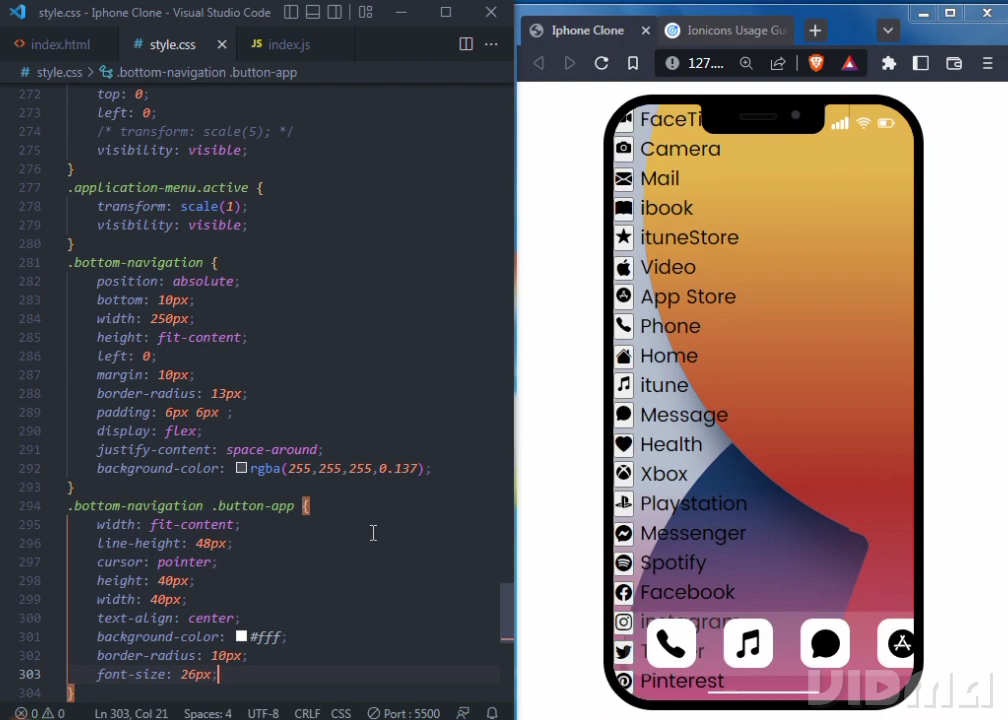 style.css - Iphone Clone - Visual Studio Code
index.html
style.css
JS index.js
style.css > .bottom-navigation .button-app
272 top: 0;
273 left: 0;
274 /* transform: scale(5); */
275 visibility: visible;
276 }
277 .application-menu.active {
278 transform: scale(1);
279 visibility: visible;
280 }
281 .bottom-navigation {
282 position: absolute;
283 bottom: 10px;
284 width: 250px;
285 height: fit-content;
286 left: 0;
287 margin: 10px;
288 border-radius: 13px;
289 padding: 6px 6px ;
290 display: flex;
291 justify-content: space-around;
292 background-color: rgba(255,255,255,0.137);
293 }
294 .bottom-navigation .button-app {
295 width: fit-content;
296 line-height: 48px;
297 cursor: pointer;
298 height: 40px;
299 width: 40px;
300 text-align: center;
301 background-color: #fff;
302 border-radius: 10px;
303 font-size: 26px;
304 }
0 0 Ln 303, Col 21 Spaces: 4 UTF-8 CRLF CSS Port : 5500
Iphone Clone
Ionicons Usage Gu
127....
FaceTi
Camera
Mail
ibook
ituneStore
Video
App Store
Phone
Home
itune
Message
Health
Xbox
Playstation
Messenger
Spotify
Facebook
instagram
Pinterest
VIDMA